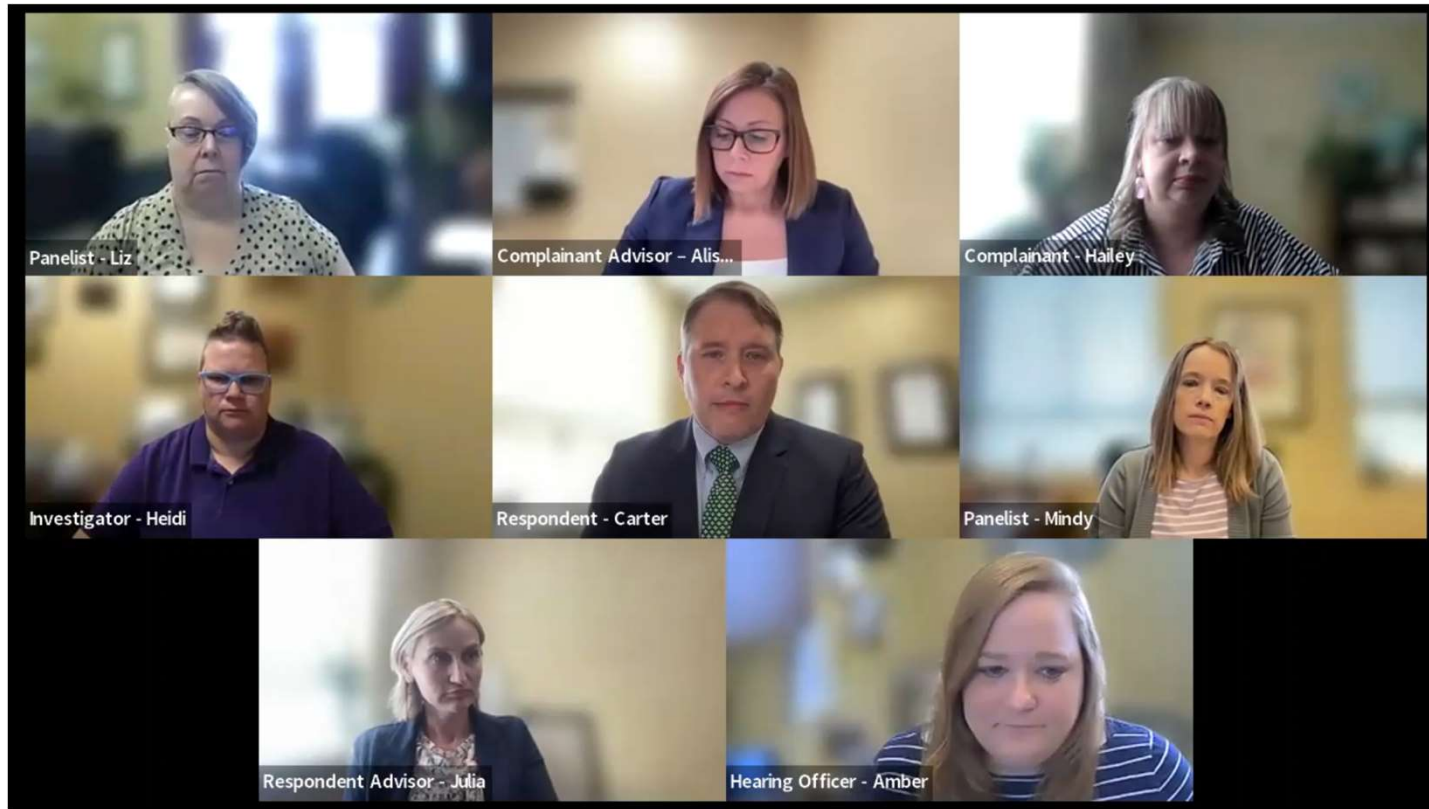 Panelist - Liz
Complainant Advisor – Alis...
Complainant - Hailey
Investigator - Heidi
Respondent - Carter
Panelist - Mindy
Respondent Advisor - Julia
Hearing Officer - Amber